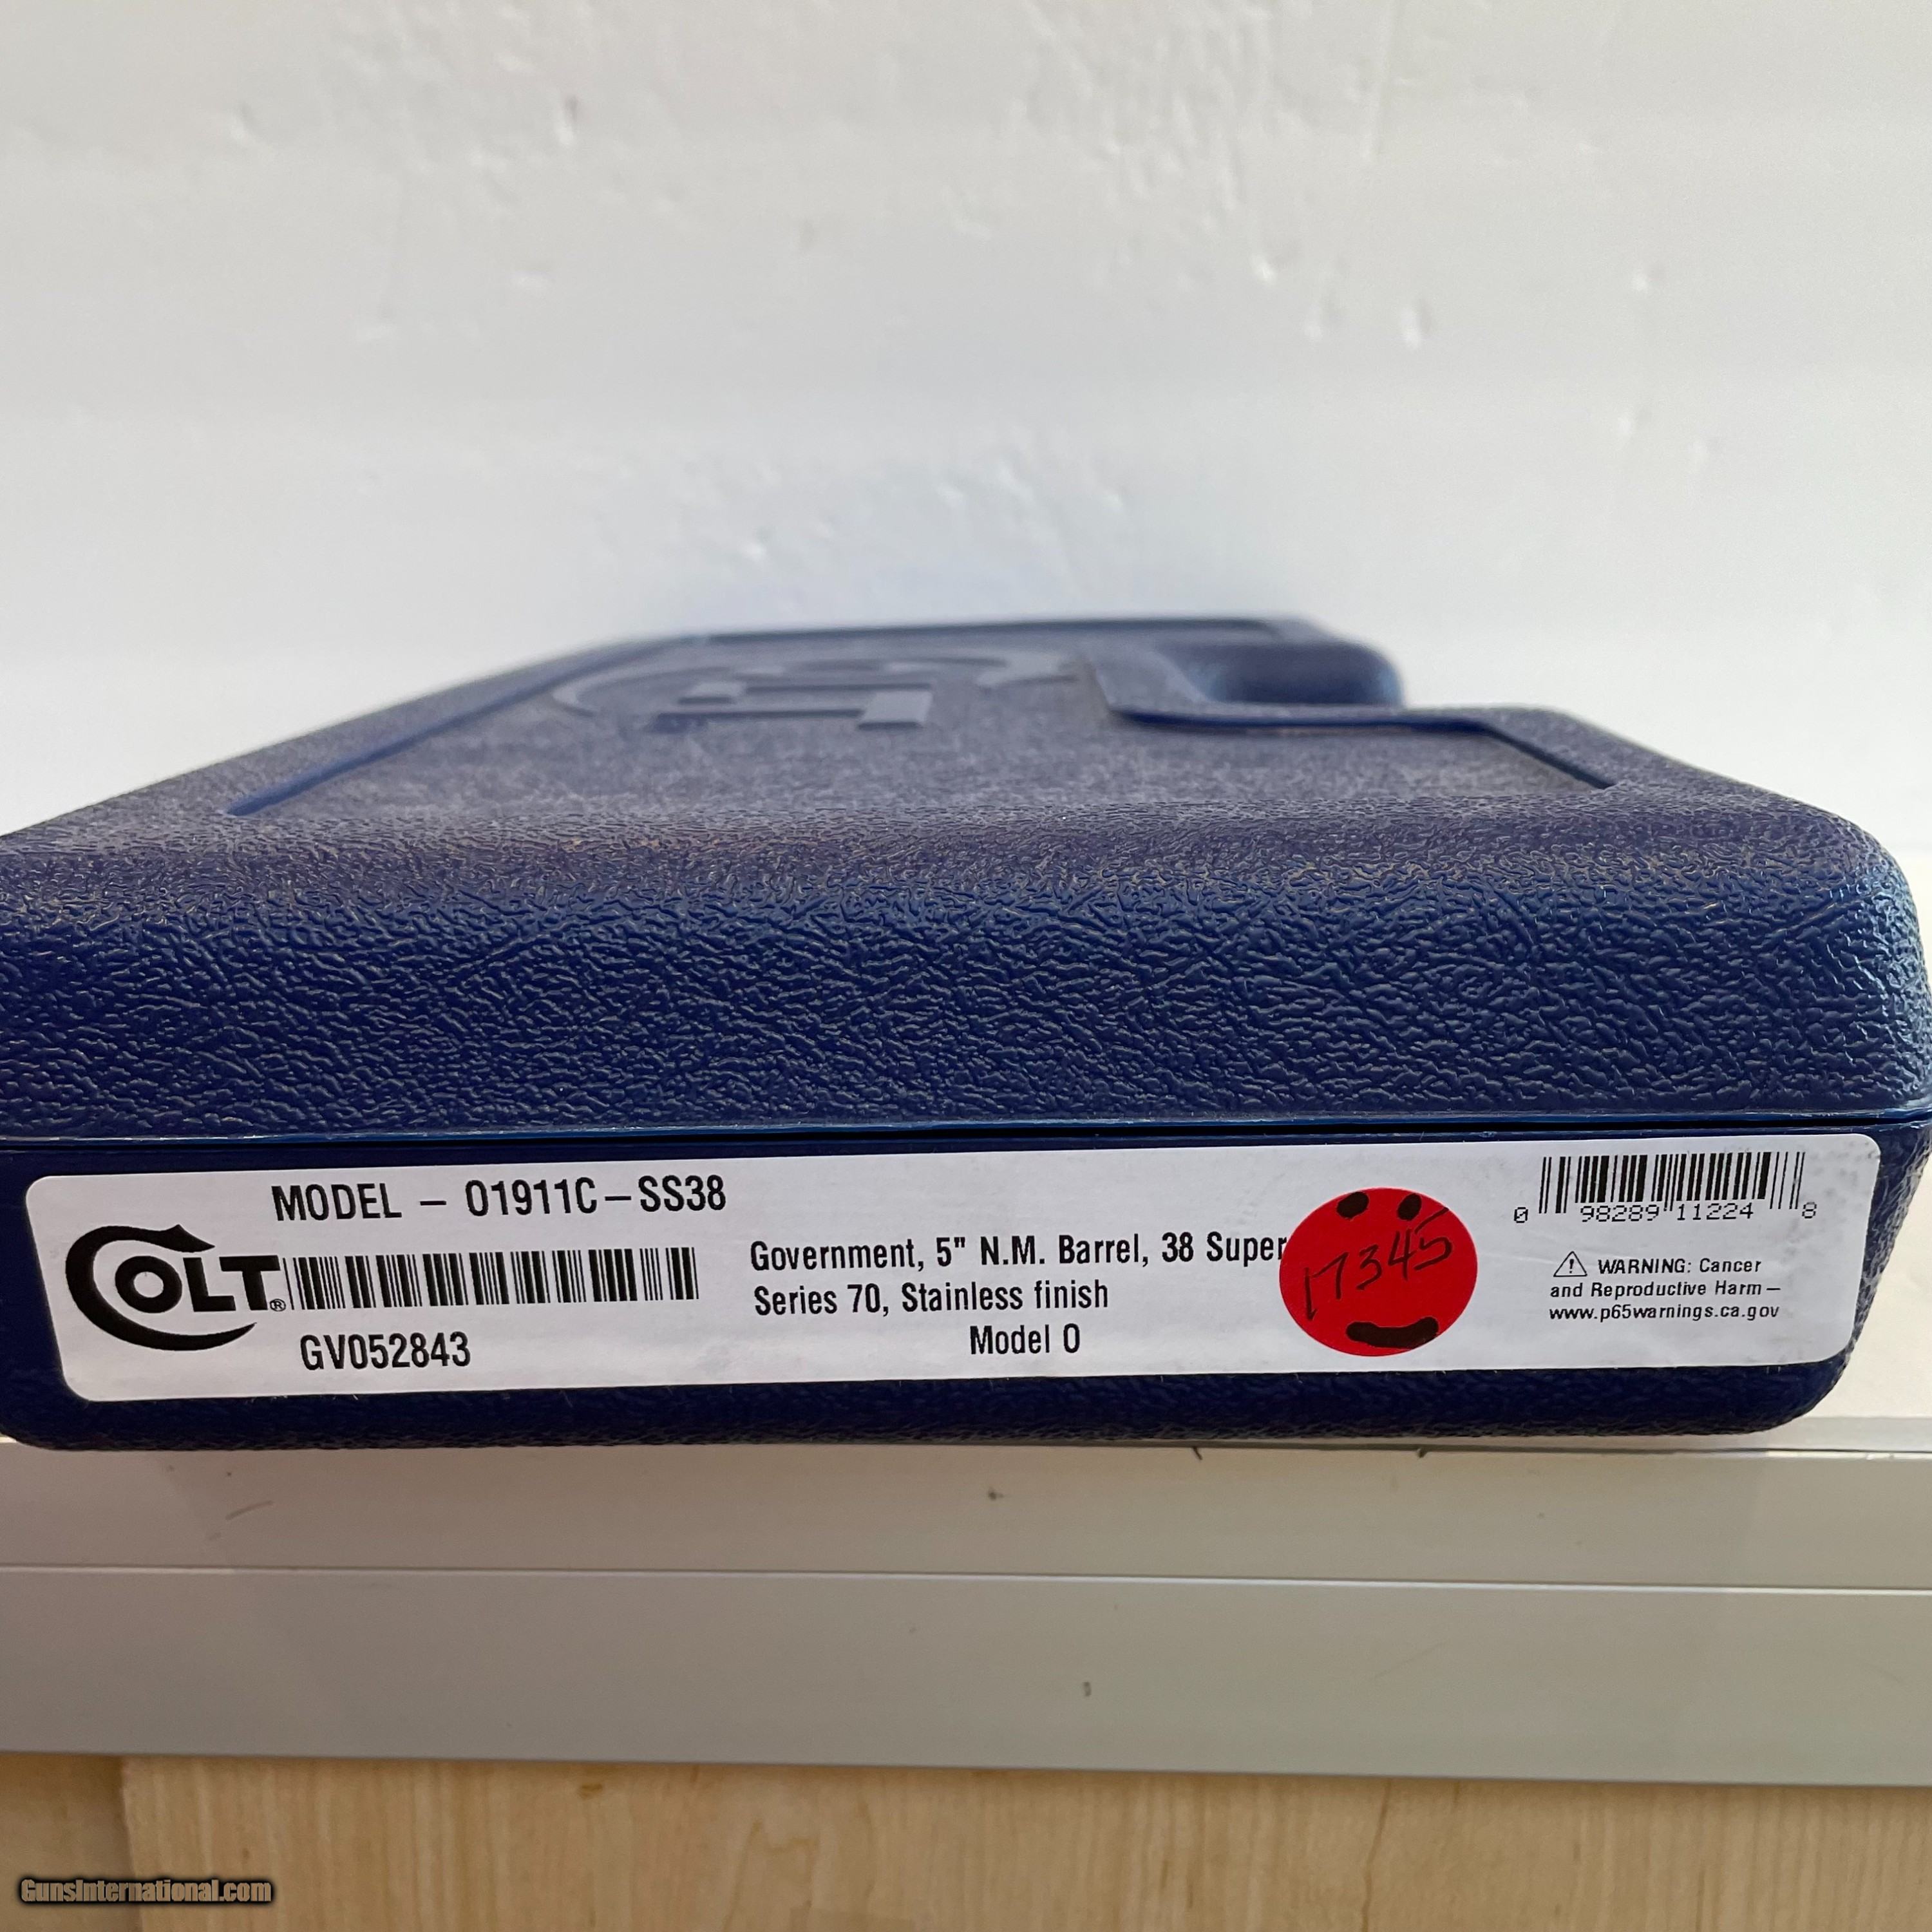 MODEL – O1911C–SS38
COLT®
GV052843
Government, 5" N.M. Barrel, 38 Super
Series 70, Stainless finish
Model O
17345
0 98289 11224 8
⚠ WARNING: Cancer
and Reproductive Harm –
www.p65warnings.ca.gov
GunsInternational.com